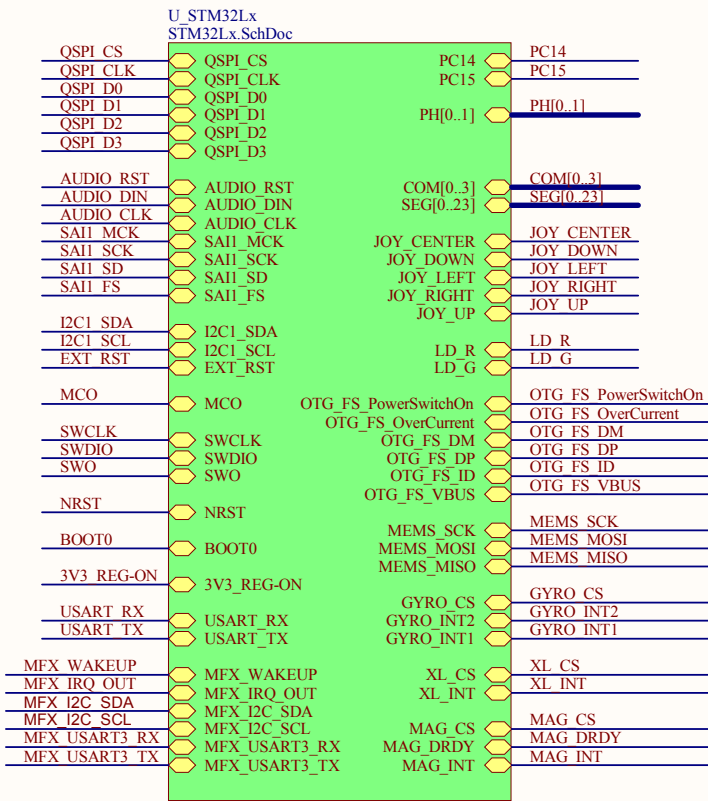 U_STM32Lx
STM32Lx.SchDoc
QSPI_CS QSPI_CS PC14 PC14
QSPI_CLK QSPI_CLK PC15 PC15
QSPI_D0 QSPI_D0
QSPI_D1 QSPI_D1 PH[0..1] PH[0..1]
QSPI_D2 QSPI_D2
QSPI_D3 QSPI_D3
AUDIO_RST AUDIO_RST COM[0..3] COM[0..3]
AUDIO_DIN AUDIO_DIN SEG[0..23] SEG[0..23]
AUDIO_CLK AUDIO_CLK
SAI1_MCK SAI1_MCK JOY_CENTER JOY_CENTER
SAI1_SCK SAI1_SCK JOY_DOWN JOY_DOWN
SAI1_SD SAI1_SD JOY_LEFT JOY_LEFT
SAI1_FS SAI1_FS JOY_RIGHT JOY_RIGHT
JOY_UP JOY_UP
I2C1_SDA I2C1_SDA
I2C1_SCL I2C1_SCL LD_R LD_R
EXT_RST EXT_RST LD_G LD_G
MCO MCO OTG_FS_PowerSwitchOn OTG_FS_PowerSwitchOn
OTG_FS_OverCurrent OTG_FS_OverCurrent
SWCLK SWCLK OTG_FS_DM OTG_FS_DM
SWDIO SWDIO OTG_FS_DP OTG_FS_DP
SWO SWO OTG_FS_ID OTG_FS_ID
OTG_FS_VBUS OTG_FS_VBUS
NRST NRST
MEMS_SCK MEMS_SCK
BOOT0 BOOT0 MEMS_MOSI MEMS_MOSI
MEMS_MISO MEMS_MISO
3V3_REG-ON 3V3_REG-ON
GYRO_CS GYRO_CS
USART_RX USART_RX GYRO_INT2 GYRO_INT2
USART_TX USART_TX GYRO_INT1 GYRO_INT1
MFX_WAKEUP MFX_WAKEUP XL_CS XL_CS
MFX_IRQ_OUT MFX_IRQ_OUT XL_INT XL_INT
MFX_I2C_SDA MFX_I2C_SDA
MFX_I2C_SCL MFX_I2C_SCL MAG_CS MAG_CS
MFX_USART3_RX MFX_USART3_RX MAG_DRDY MAG_DRDY
MFX_USART3_TX MFX_USART3_TX MAG_INT MAG_INT